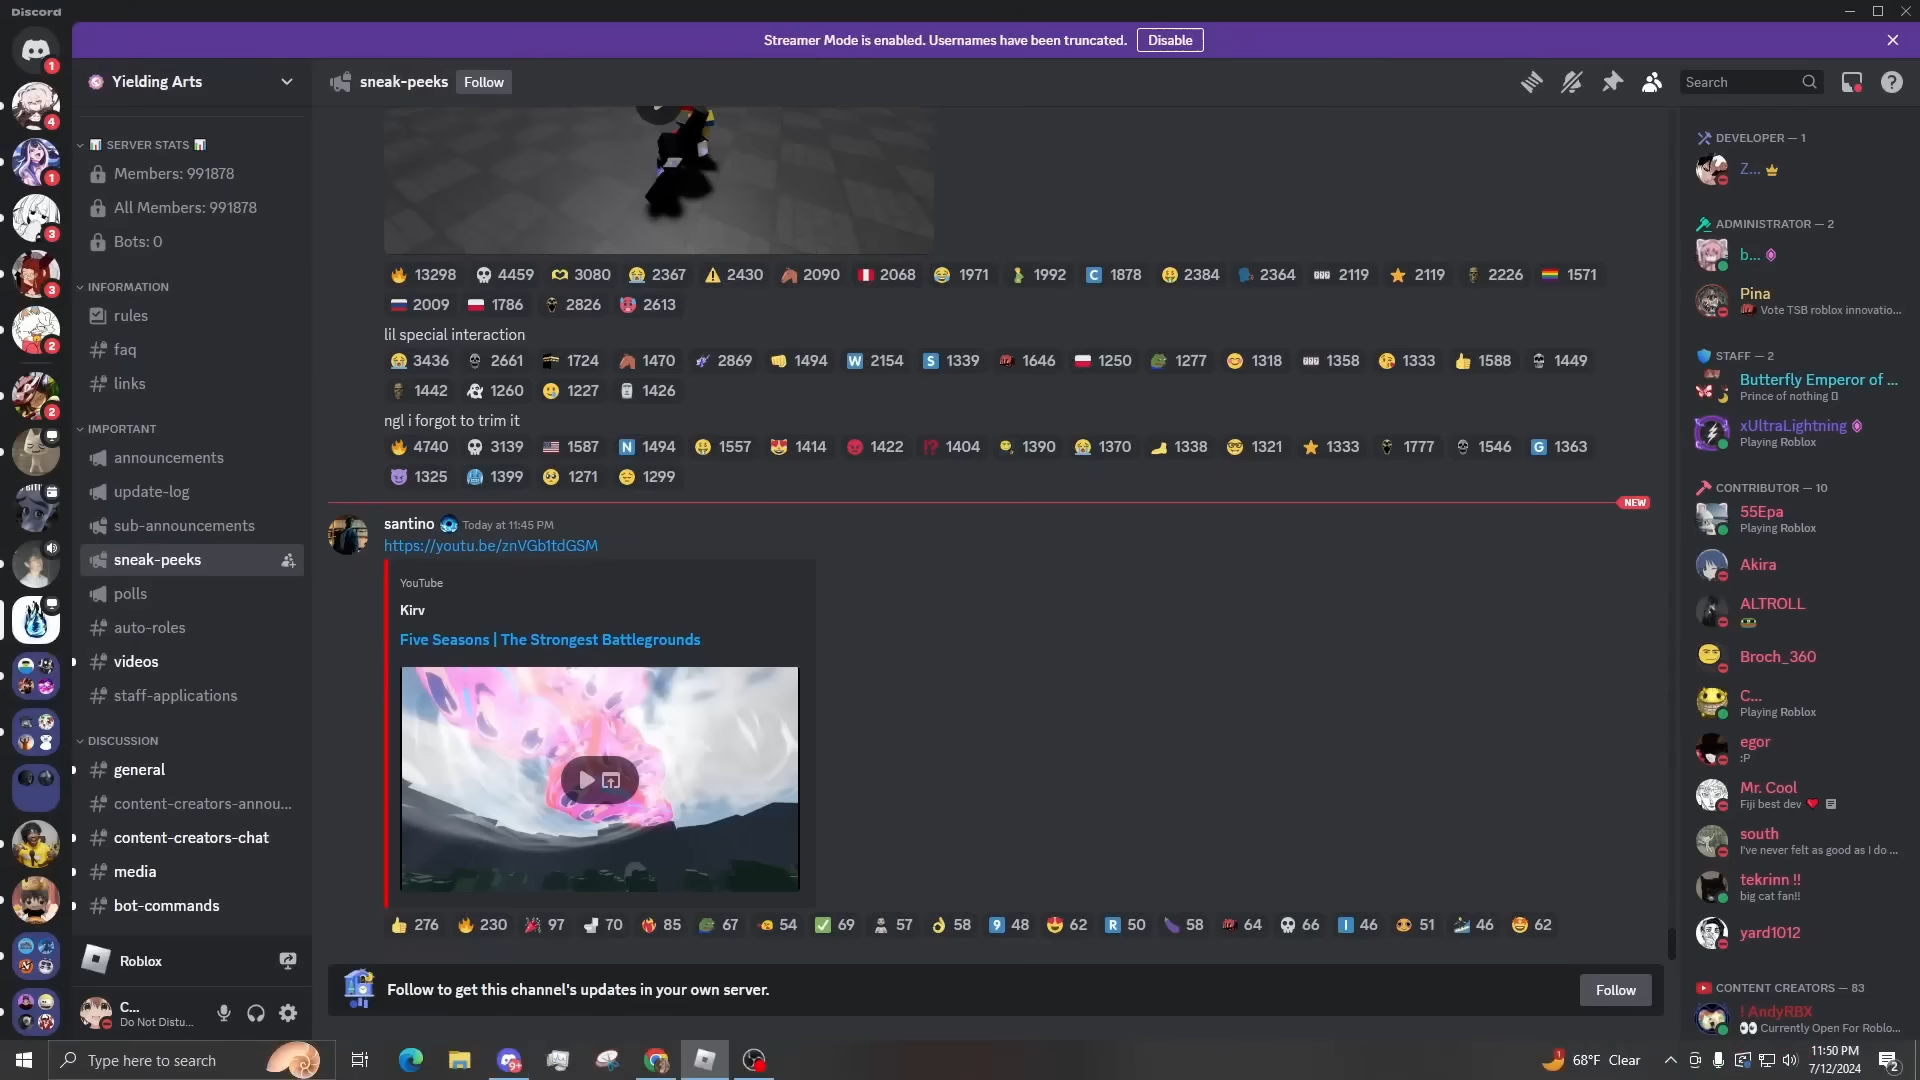 Discord
Streamer Mode is enabled. Usernames have been truncated. Disable
Yielding Arts
sneak-peeks Follow
Search
SERVER STATS
Members: 991878
All Members: 991878
Bots: 0
INFORMATION
rules
faq
links
IMPORTANT
announcements
update-log
sub-announcements
sneak-peeks
polls
auto-roles
videos
staff-applications
DISCUSSION
general
content-creators-annou...
content-creators-chat
media
bot-commands
Roblox
C...
Do Not Distu...
13298 4459 3080 2367 2430 2090 2068 1971 1992 C 1878 2384 2364 2119 2119 2226 1571
2009 1786 2826 2613
lil special interaction
3436 2661 1724 1470 2869 1494 W 2154 S 1339 1646 1250 1277 1318 1358 1333 1588 1449
1442 1260 1227 1426
ngl i forgot to trim it
4740 3139 1587 N 1494 1557 1414 1422 !? 1404 1390 1370 1338 1321 1333 1777 1546 G 1363
1325 1399 1271 1299
NEW
santino Today at 11:45 PM
https://youtu.be/znVGb1tdGSM
YouTube
Kirv
Five Seasons | The Strongest Battlegrounds
276 230 97 70 85 67 54 69 57 58 9 48 62 R 50 58 64 66 I 46 51 46 62
Follow to get this channel's updates in your own server. Follow
DEVELOPER — 1
Z...
ADMINISTRATOR — 2
b...
Pina
Vote TSB roblox innovatio...
STAFF — 2
Butterfly Emperor of ...
Prince of nothing
xUltraLightning
Playing Roblox
CONTRIBUTOR — 10
55Epa
Playing Roblox
Akira
ALTROLL
Broch_360
C...
Playing Roblox
egor
:P
Mr. Cool
Fiji best dev
south
I've never felt as good as I do ...
tekrinn !!
big cat fan!!
yard1012
CONTENT CREATORS — 83
! AndyRBX
Currently Open For Roblo...
1
4
1
3
3
2
2
Type here to search
9+
1
68°F Clear
11:50 PM
7/12/2024
2